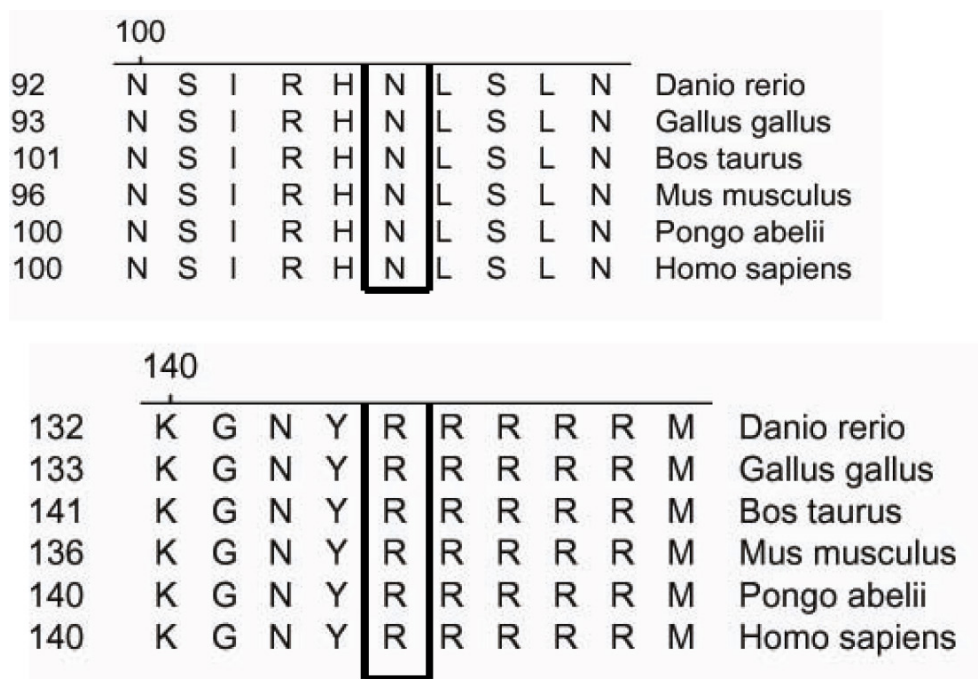 100
92 N S I R H N L S L N Danio rerio
93 N S I R H N L S L N Gallus gallus
101 N S I R H N L S L N Bos taurus
96 N S I R H N L S L N Mus musculus
100 N S I R H N L S L N Pongo abelii
100 N S I R H N L S L N Homo sapiens
140
132 K G N Y R R R R R M Danio rerio
133 K G N Y R R R R R M Gallus gallus
141 K G N Y R R R R R M Bos taurus
136 K G N Y R R R R R M Mus musculus
140 K G N Y R R R R R M Pongo abelii
140 K G N Y R R R R R M Homo sapiens